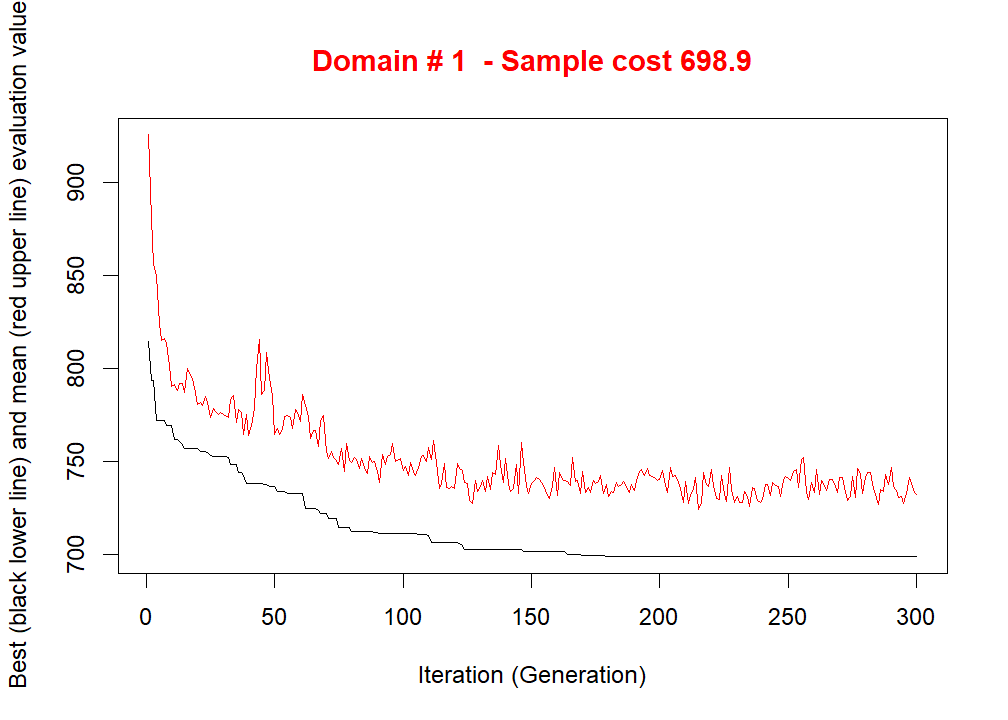 Domain # 1  - Sample cost 698.9
Best (black lower line) and mean (red upper line) evaluation value
900
850
800
750
700
0 50 100 150 200 250 300
Iteration (Generation)